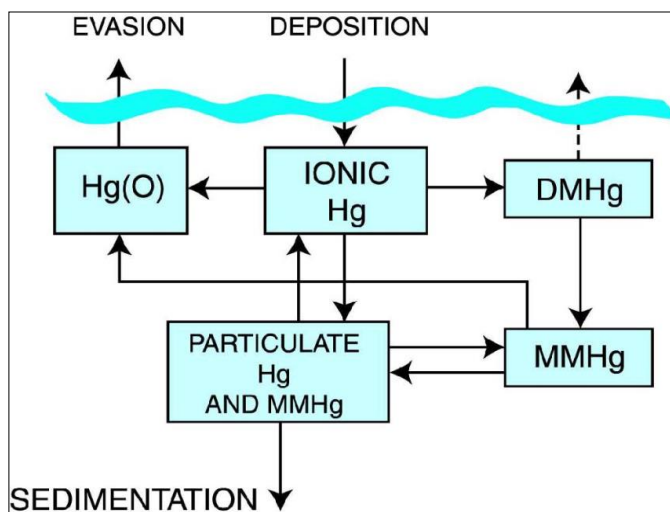 EVASION
DEPOSITION
Hg(O)
IONIC
Hg
DMHg
PARTICULATE
Hg
AND MMHg
MMHg
SEDIMENTATION